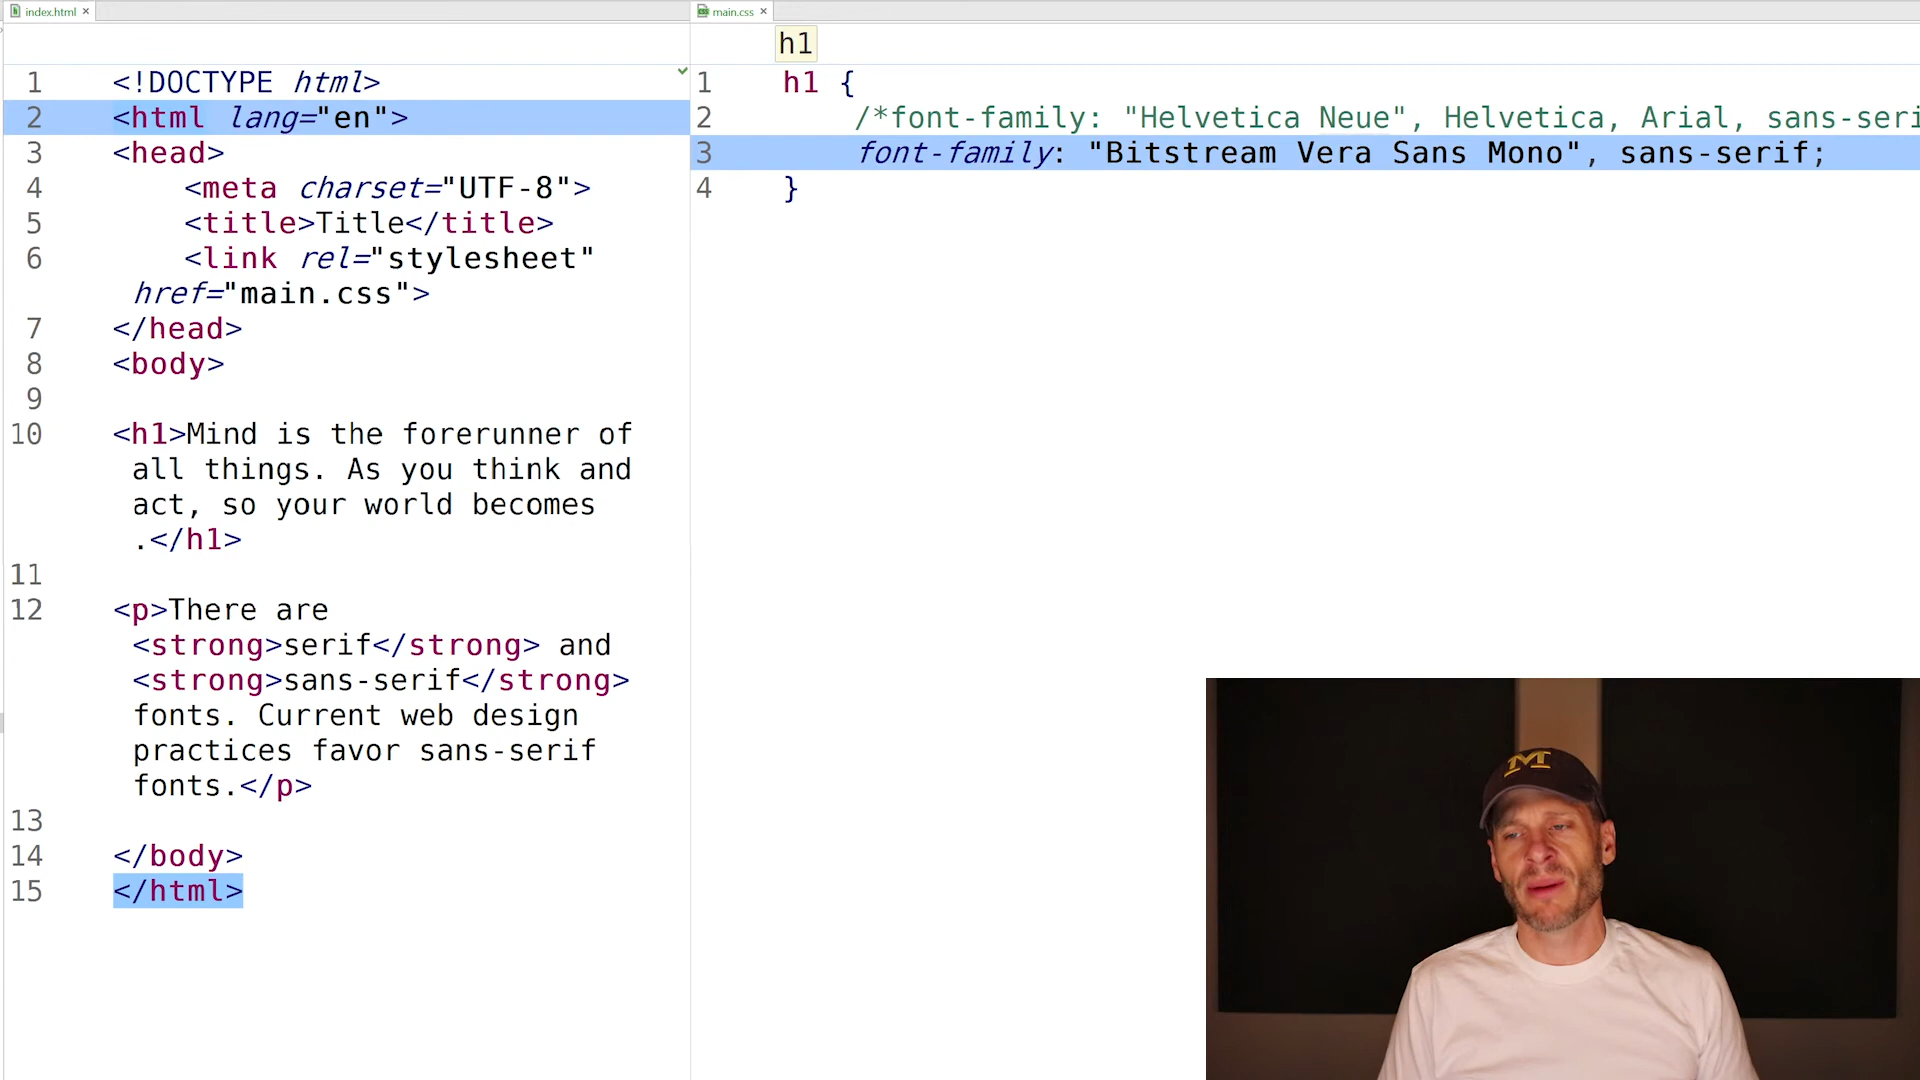 index.html
main.css
h1
1 <!DOCTYPE html>
2 <html lang="en">
3 <head>
4 <meta charset="UTF-8">
5 <title>Title</title>
6 <link rel="stylesheet"
href="main.css">
7 </head>
8 <body>
9
10 <h1>Mind is the forerunner of
all things. As you think and
act, so your world becomes
.</h1>
11
12 <p>There are
<strong>serif</strong> and
<strong>sans-serif</strong>
fonts. Current web design
practices favor sans-serif
fonts.</p>
13
14 </body>
15 </html>
1 h1 {
2 /*font-family: "Helvetica Neue", Helvetica, Arial, sans-seri
3 font-family: "Bitstream Vera Sans Mono", sans-serif;
4 }
M